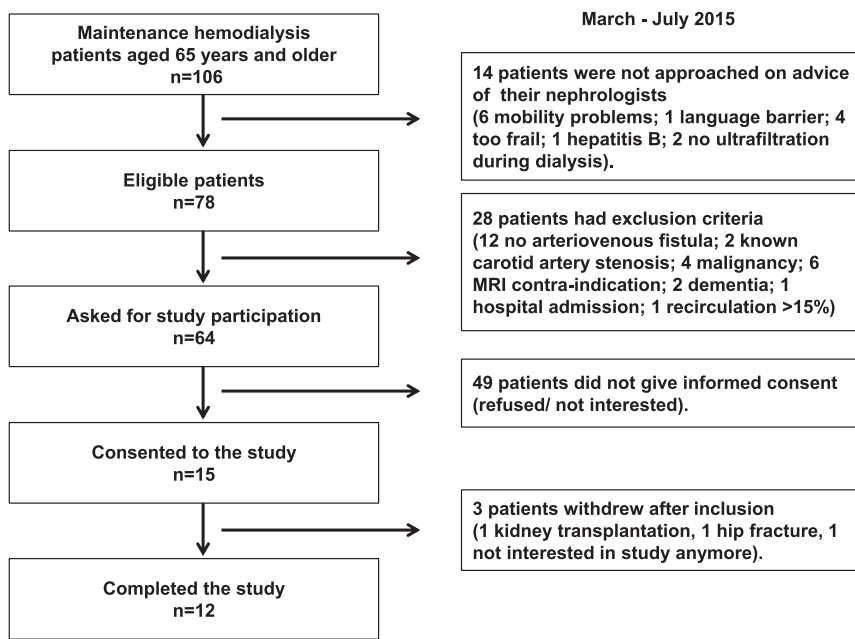 March - July 2015
Maintenance hemodialysis
patients aged 65 years and older
n=106
14 patients were not approached on advice
of their nephrologists
(6 mobility problems; 1 language barrier; 4
too frail; 1 hepatitis B; 2 no ultrafiltration
during dialysis).
Eligible patients
n=78
28 patients had exclusion criteria
(12 no arteriovenous fistula; 2 known
carotid artery stenosis; 4 malignancy; 6
MRI contra-indication; 2 dementia; 1
hospital admission; 1 recirculation >15%)
Asked for study participation
n=64
49 patients did not give informed consent
(refused/ not interested).
Consented to the study
n=15
3 patients withdrew after inclusion
(1 kidney transplantation, 1 hip fracture, 1
not interested in study anymore).
Completed the study
n=12